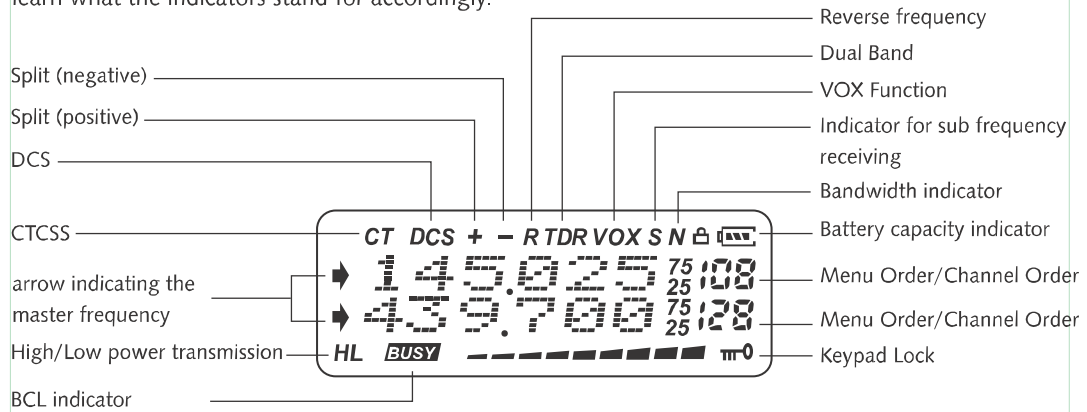 learn what the indicators stand for accordingly.
Reverse frequency
Dual Band
Split (negative)
VOX Function
Split (positive)
Indicator for sub frequency
receiving
DCS
Bandwidth indicator
CTCSS
CT DCS + − R TDR VOX S N
Battery capacity indicator
arrow indicating the
master frequency
145.025 75 25 108
Menu Order/Channel Order
439.700 75 25 128
Menu Order/Channel Order
High/Low power transmission
HL BUSY
Keypad Lock
BCL indicator